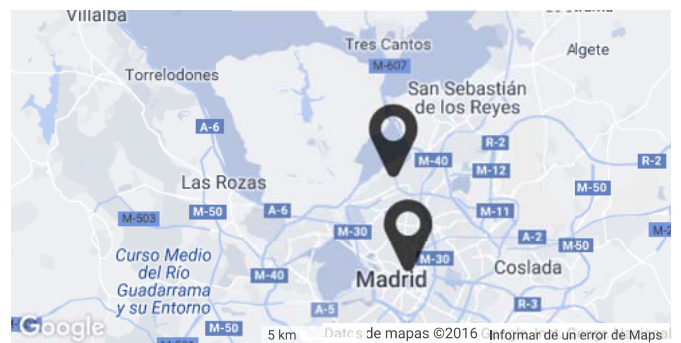 Villalba
Tres Cantos
Algete
M-607
Torrelodones
San Sebastián
de los Reyes
A-6
R-2
M-40
R-2
M-12
Las Rozas
M-50
M-50
A-6
M-11
M-503
M-30
A-2
M-50
Curso Medio
del Río
Guadarrama
y su Entorno
M-30
Coslada
M-40
Madrid
A-5
R-3
Google
M-50
5 km
Datos de mapas ©2016
Informar de un error de Maps